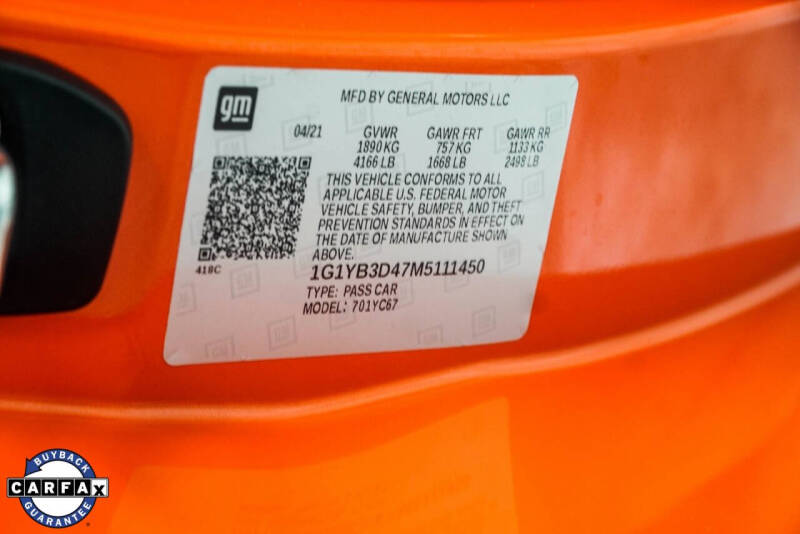 gm
MFD BY GENERAL MOTORS LLC
04/21 GVWR GAWR FRT GAWR RR
1890 KG 757 KG 1133 KG
4166 LB 1668 LB 2498 LB
THIS VEHICLE CONFORMS TO ALL
APPLICABLE U.S. FEDERAL MOTOR
VEHICLE SAFETY, BUMPER, AND THEFT
PREVENTION STANDARDS IN EFFECT ON
THE DATE OF MANUFACTURE SHOWN
ABOVE.
418C
1G1YB3D47M5111450
TYPE: PASS CAR
MODEL: 701YC67
BUYBACK
CARFAX
GUARANTEE